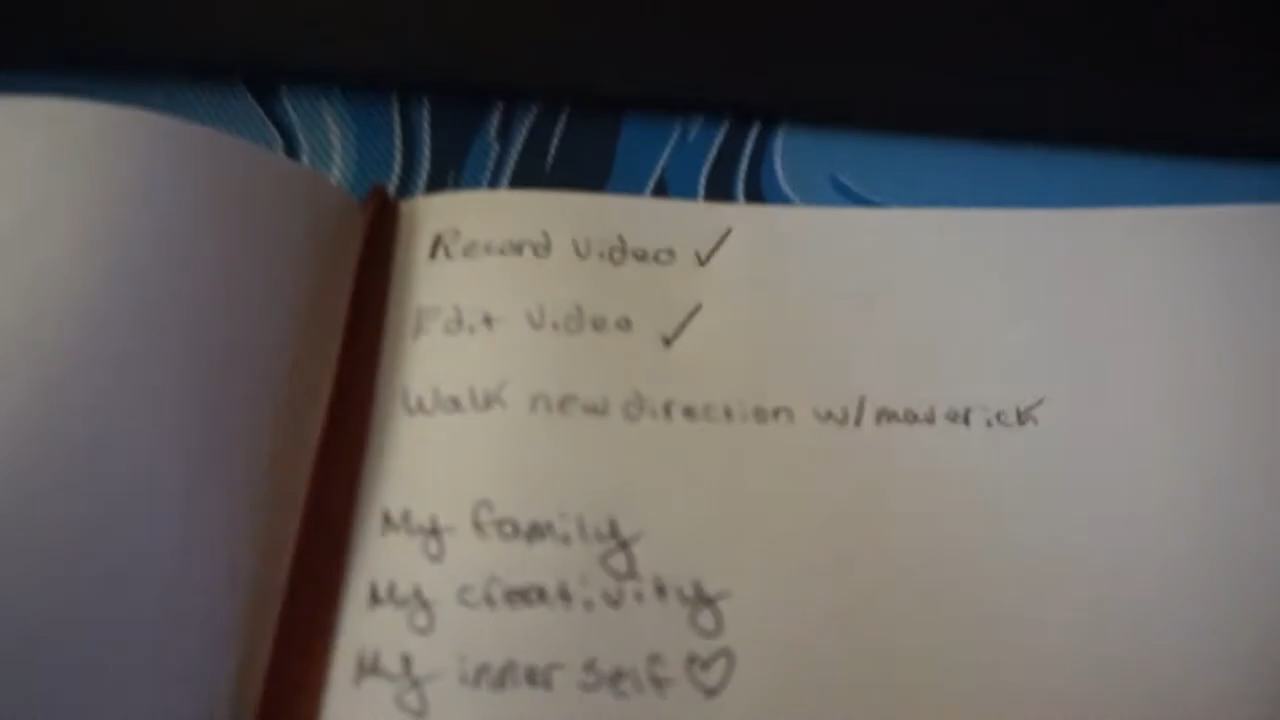 Record Video ✓
Edit Video ✓
Walk new direction w/maverick
My family
My creativity
My inner self ♡